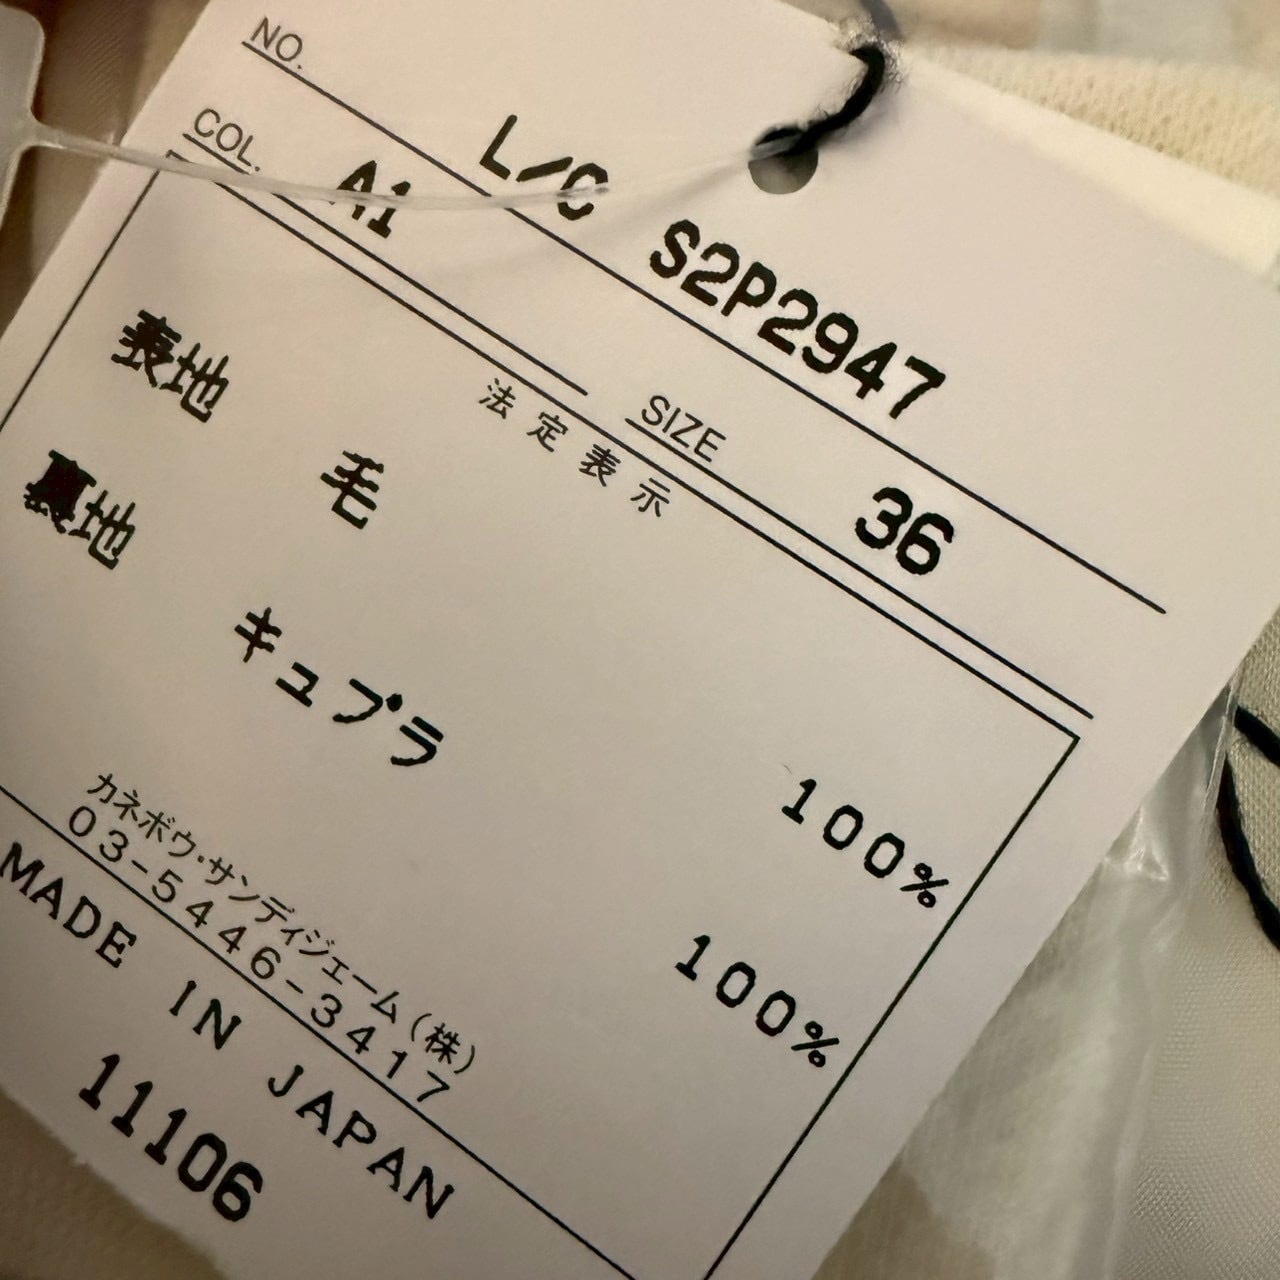 NO. L/C S2P2947
COL. A1 SIZE 36
法定表示
表地 毛 100%
裏地 キュプラ 100%
カネボウ・サンディジェーム(株)
03-5446-3417
MADE IN JAPAN
11106